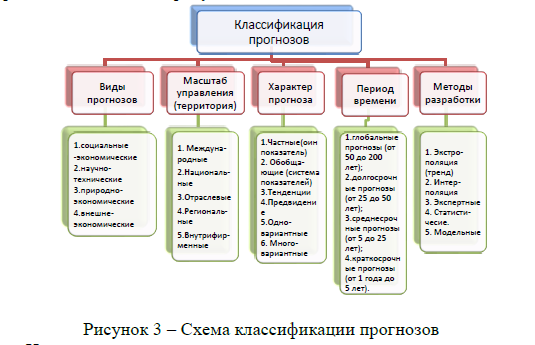 Классификация
прогнозов
Виды
прогнозов
Масштаб
управления
(территория)
Характер
прогноза
Период
времени
Методы
разработки
1.социальные
-экономические
2.научно-
технические
3.природно-
экономические
4.внешне-
экономические
1. Междуна-
родные
2.Националь-
ные
3.Отраслевые
4.Региональ-
ные
5.Внутрифир-
менные
1.Частные(оин
показатель)
2. Обобща-
ющие (система
показателей)
3.Тенденции
4.Предвидени
е
5.Одно-
вариантные
6. Много-
вариантные
1.глобальные
прогнозы (от
50 до 200
лет);
2.долгосрочные
прогнозы
(от 25 до 50
лет);
3.среднесроч
ные прогнозы
(от 5 до 25
лет);
4.краткосроч
ные прогнозы
(от 1 года до
5 лет).
1. Экстро-
поляция
(тренд)
2. Интер-
поляция
3. Экспертные
4. Статисти-
чесие.
5. Модельные
Рисунок 3 – Схема классификации прогнозов